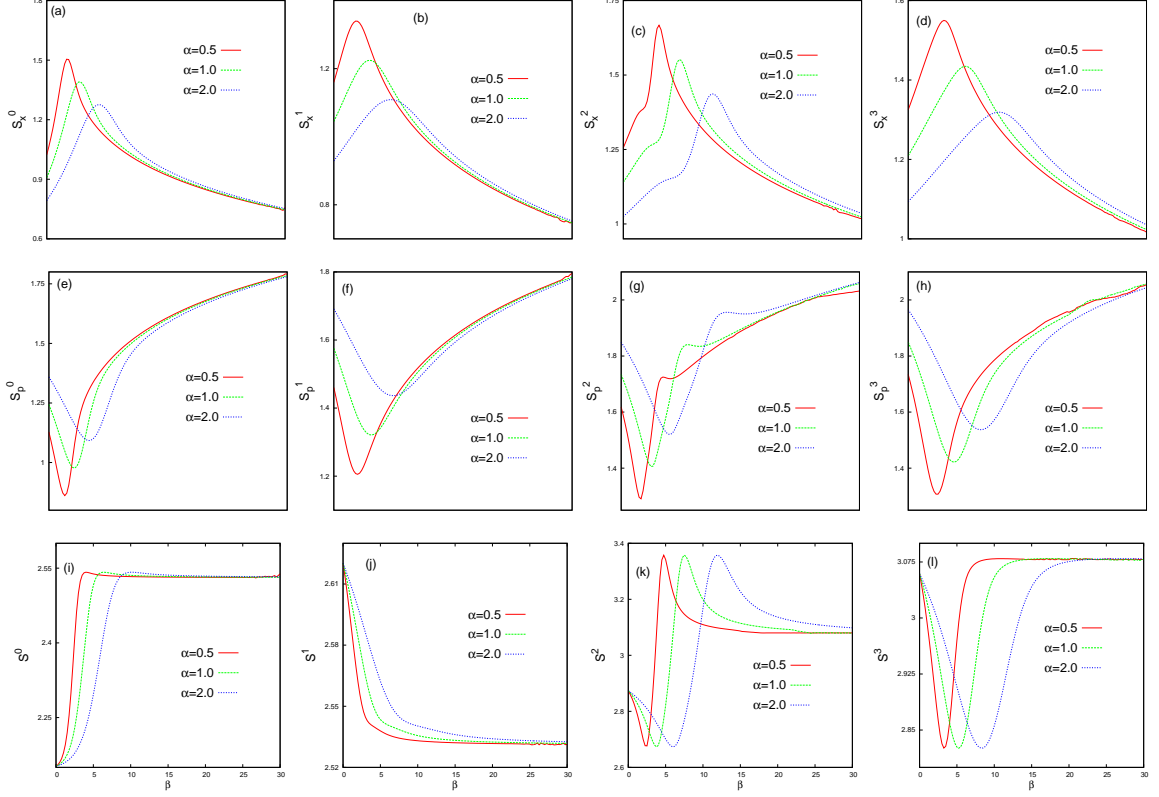 (a)
1.8
1.5
1.2
0.9
0.6
S_x^0
α=0.5
α=1.0
α=2.0
(b)
1.2
0.8
S_x^1
α=0.5
α=1.0
α=2.0
(c)
1.75
1.5
1.25
1
S_x^2
α=0.5
α=1.0
α=2.0
(d)
1.6
1.4
1.2
1
S_x^3
α=0.5
α=1.0
α=2.0
(e)
1.75
1.5
1.25
1
S_p^0
α=0.5
α=1.0
α=2.0
(f)
1.8
1.6
1.4
1.2
S_p^1
α=0.5
α=1.0
α=2.0
(g)
2
1.8
1.6
1.4
S_p^2
α=0.5
α=1.0
α=2.0
(h)
2
1.8
1.6
1.4
S_p^3
α=0.5
α=1.0
α=2.0
(i)
2.55
2.4
2.25
S^0
α=0.5
α=1.0
α=2.0
0 5 10 15 20 25 30
β
(j)
2.61
2.58
2.55
2.52
S^1
α=0.5
α=1.0
α=2.0
0 5 10 15 20 25 30
β
(k)
3.4
3.2
3
2.8
2.6
S^2
α=0.5
α=1.0
α=2.0
0 5 10 15 20 25 30
β
(l)
3.075
3
2.925
2.85
S^3
α=0.5
α=1.0
α=2.0
0 5 10 15 20 25 30
β